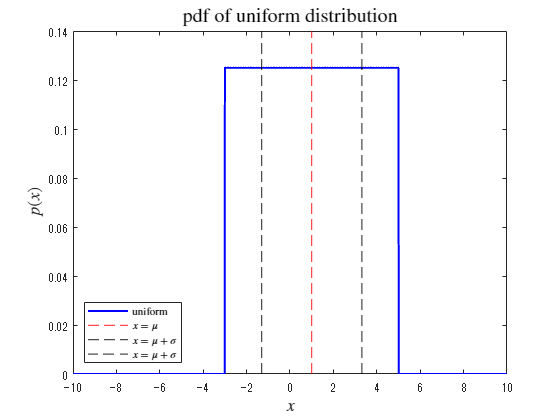 pdf of uniform distribution
0.14
0.12
0.1
0.08
0.06
0.04
0.02
0
p(x)
uniform
x = μ
x = μ + σ
x = μ + σ
-10 -8 -6 -4 -2 0 2 4 6 8 10
x